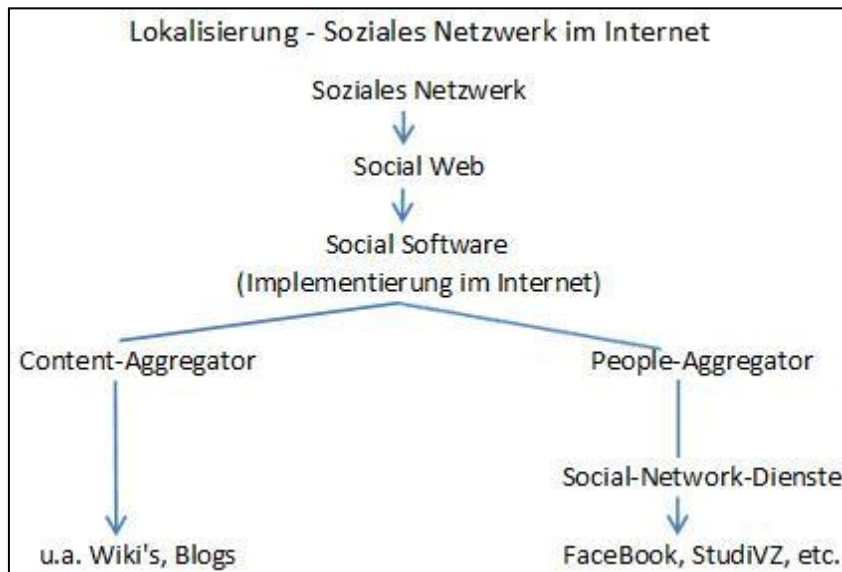 Lokalisierung - Soziales Netzwerk im Internet
Soziales Netzwerk
Social Web
Social Software
(Implementierung im Internet)
Content-Aggregator
People-Aggregator
Social-Network-Dienste
u.a. Wiki's, Blogs
FaceBook, StudiVZ, etc.